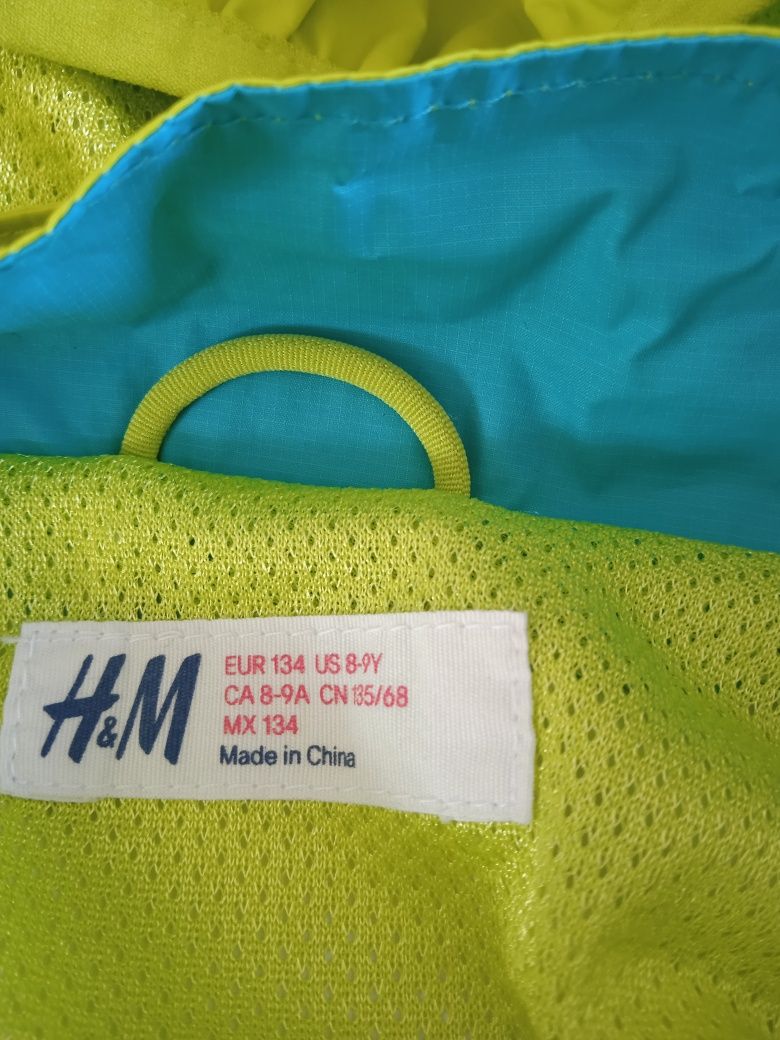 H&M
EUR 134 US 8-9Y
CA 8-9A CN 135/68
MX 134
Made in China